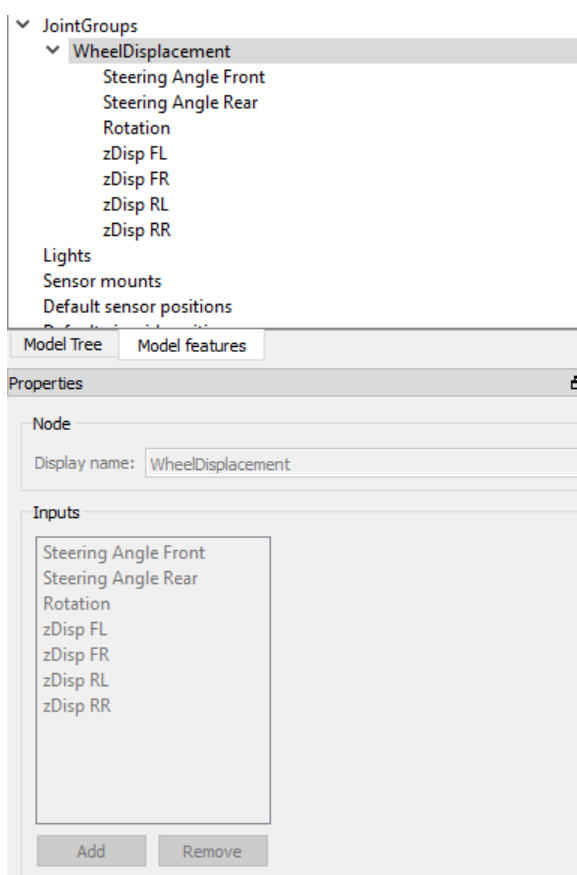 JointGroups
WheelDisplacement
Steering Angle Front
Steering Angle Rear
Rotation
zDisp FL
zDisp FR
zDisp RL
zDisp RR
Lights
Sensor mounts
Default sensor positions
Model Tree Model features
Properties
Node
Display name: WheelDisplacement
Inputs
Steering Angle Front
Steering Angle Rear
Rotation
zDisp FL
zDisp FR
zDisp RL
zDisp RR
Add Remove